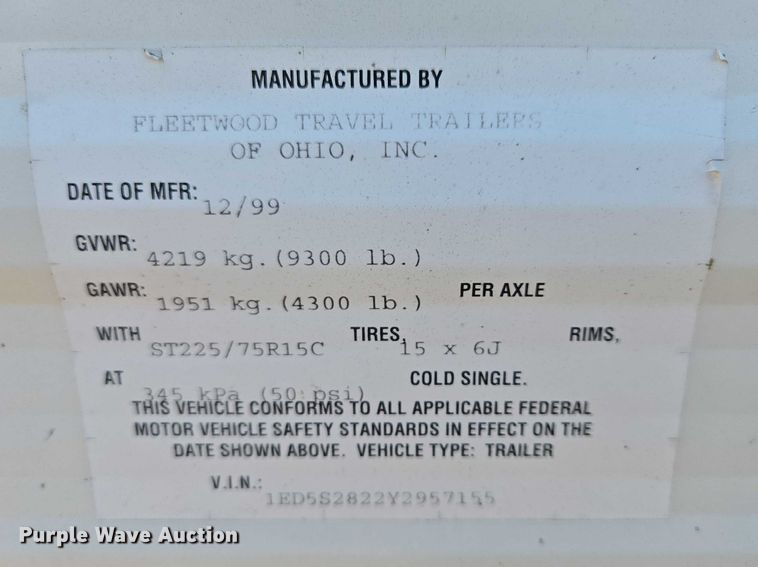 MANUFACTURED BY
FLEETWOOD TRAVEL TRAILERS
OF OHIO, INC.
DATE OF MFR: 12/99
GVWR: 4219 kg.(9300 lb.)
GAWR: 1951 kg.(4300 lb.) PER AXLE
WITH ST225/75R15C TIRES, 15 x 6J RIMS,
AT 345 kPa (50 psi) COLD SINGLE.
THIS VEHICLE CONFORMS TO ALL APPLICABLE FEDERAL
MOTOR VEHICLE SAFETY STANDARDS IN EFFECT ON THE
DATE SHOWN ABOVE. VEHICLE TYPE: TRAILER
V.I.N.: 1ED5S2822Y2957155
Purple Wave Auction